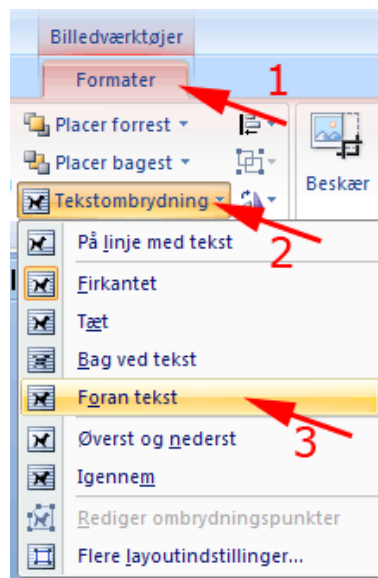 Billedværktøjer
Formater
1
Placer forrest
Placer bagest
Beskær
Tekstombrydning
2
På linje med tekst
Firkantet
Tæt
Bag ved tekst
Foran tekst
3
Øverst og nederst
Igennem
Rediger ombrydningspunkter
Flere layoutindstillinger...